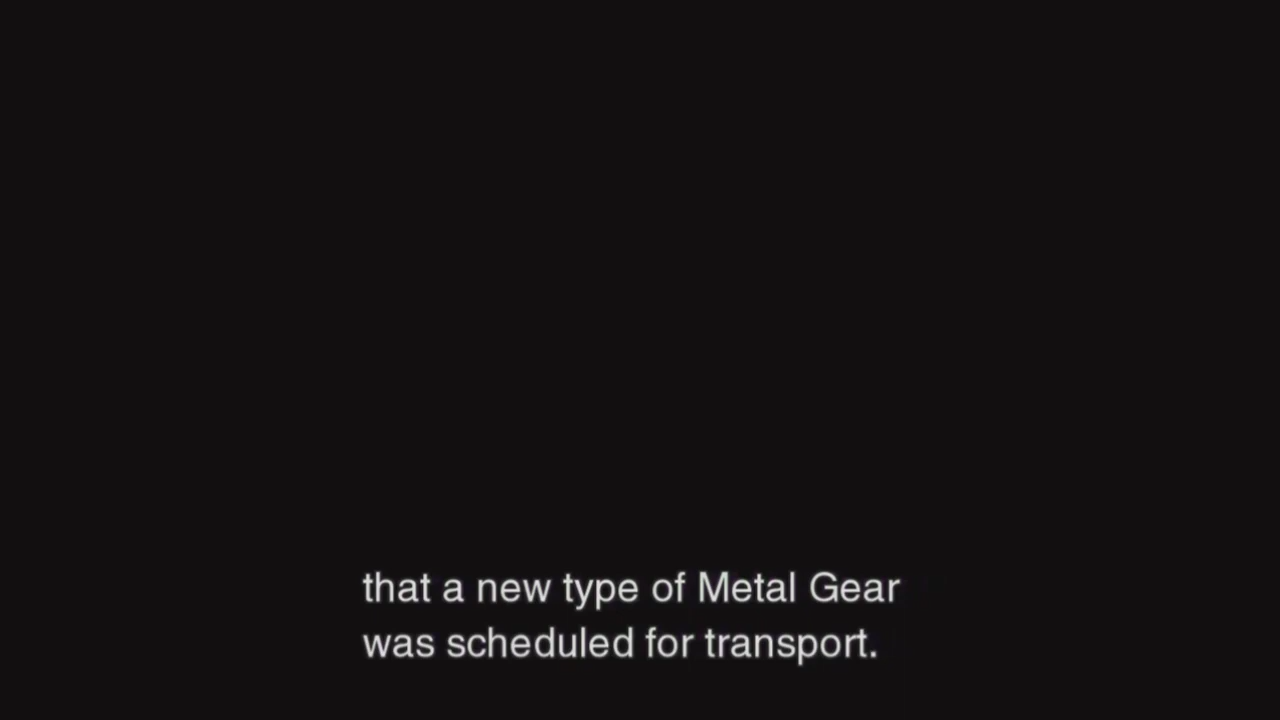 that a new type of Metal Gear
was scheduled for transport.